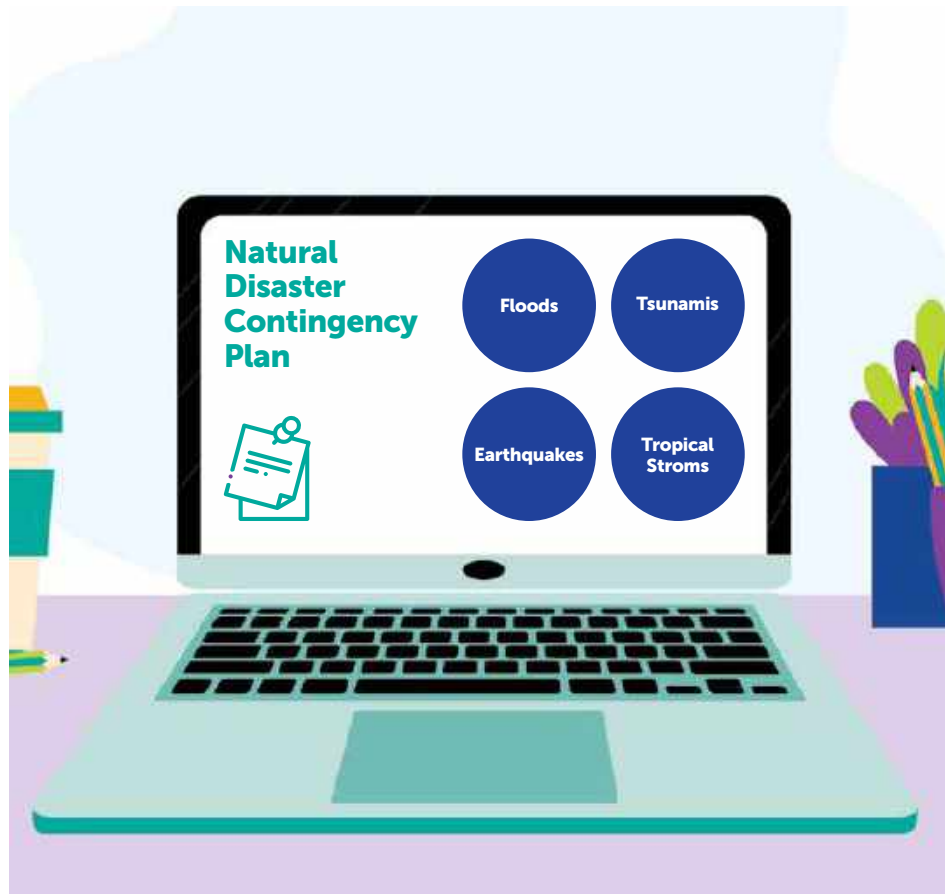 Natural
Disaster
Contingency
Plan
Floods
Tsunamis
Earthquakes
Tropical
Stroms